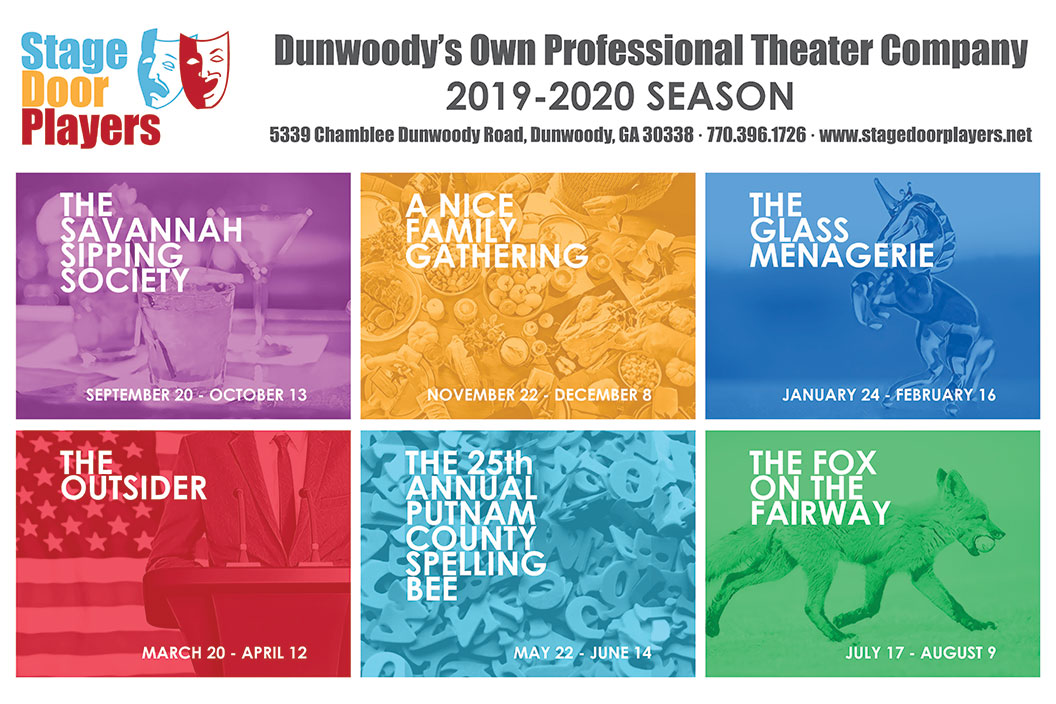 Stage
Door
Players
Dunwoody's Own Professional Theater Company
2019-2020 SEASON
5339 Chamblee Dunwoody Road, Dunwoody, GA 30338 · 770.396.1726 · www.stagedoorplayers.net
THE
SAVANNAH
SIPPING
SOCIETY
SEPTEMBER 20 - OCTOBER 13
A NICE
FAMILY
GATHERING
NOVEMBER 22 - DECEMBER 8
THE
GLASS
MENAGERIE
JANUARY 24 - FEBRUARY 16
THE
OUTSIDER
MARCH 20 - APRIL 12
THE 25th
ANNUAL
PUTNAM
COUNTY
SPELLING
BEE
MAY 22 - JUNE 14
THE FOX
ON THE
FAIRWAY
JULY 17 - AUGUST 9